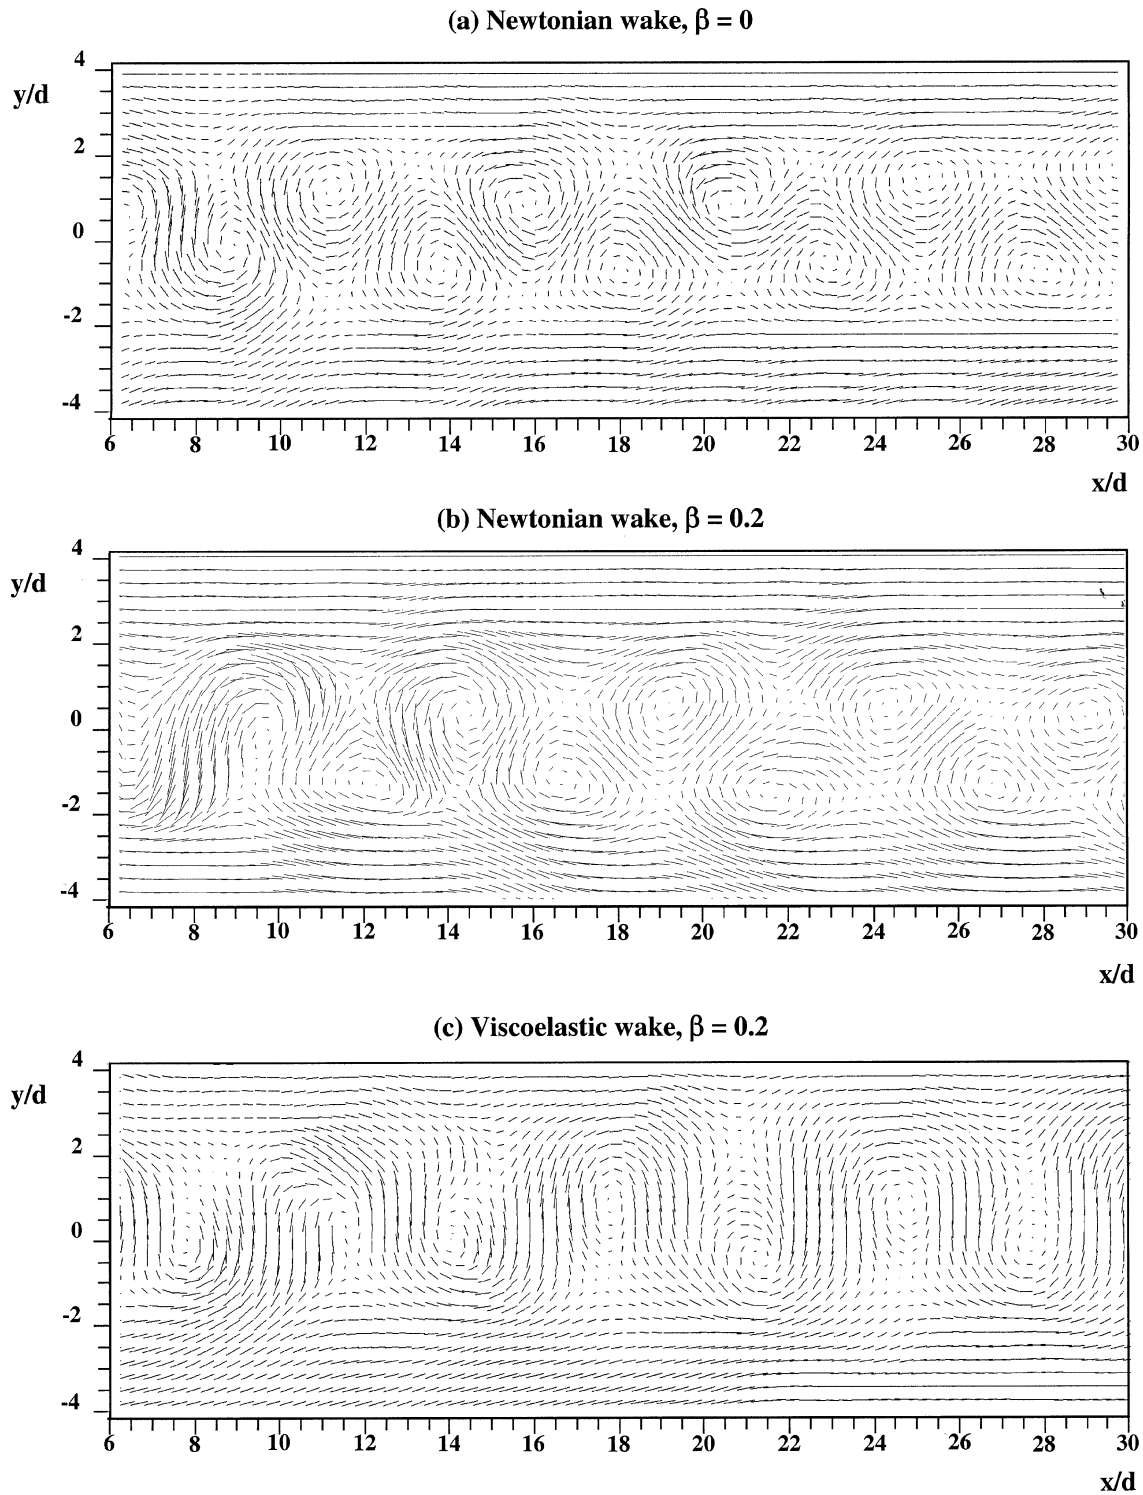 (a) Newtonian wake, β = 0
4
y/d
2
0
-2
-4
6 8 10 12 14 16 18 20 22 24 26 28 30
x/d
(b) Newtonian wake, β = 0.2
4
y/d
2
0
-2
-4
6 8 10 12 14 16 18 20 22 24 26 28 30
x/d
(c) Viscoelastic wake, β = 0.2
4
y/d
2
0
-2
-4
6 8 10 12 14 16 18 20 22 24 26 28 30
x/d